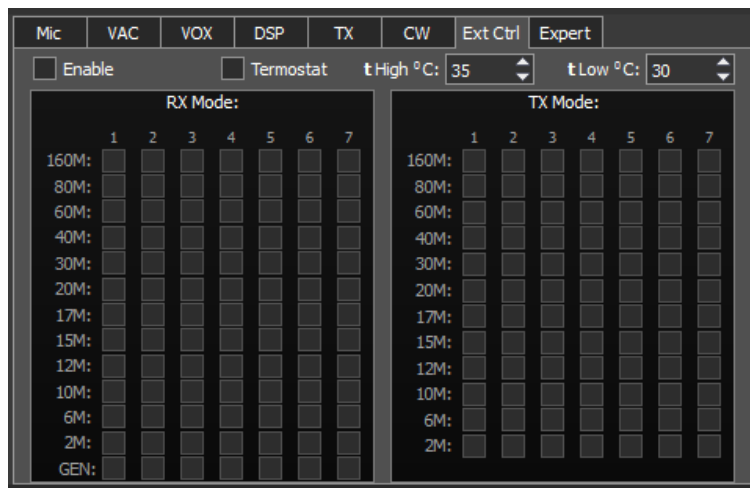 Mic VAC VOX DSP TX CW Ext Ctrl Expert
Enable Termostat t High °C: 35 t Low °C: 30
RX Mode: TX Mode:
1 2 3 4 5 6 7 1 2 3 4 5 6 7
160M: 160M:
80M: 80M:
60M: 60M:
40M: 40M:
30M: 30M:
20M: 20M:
17M: 17M:
15M: 15M:
12M: 12M:
10M: 10M:
6M: 6M:
2M: 2M:
GEN: